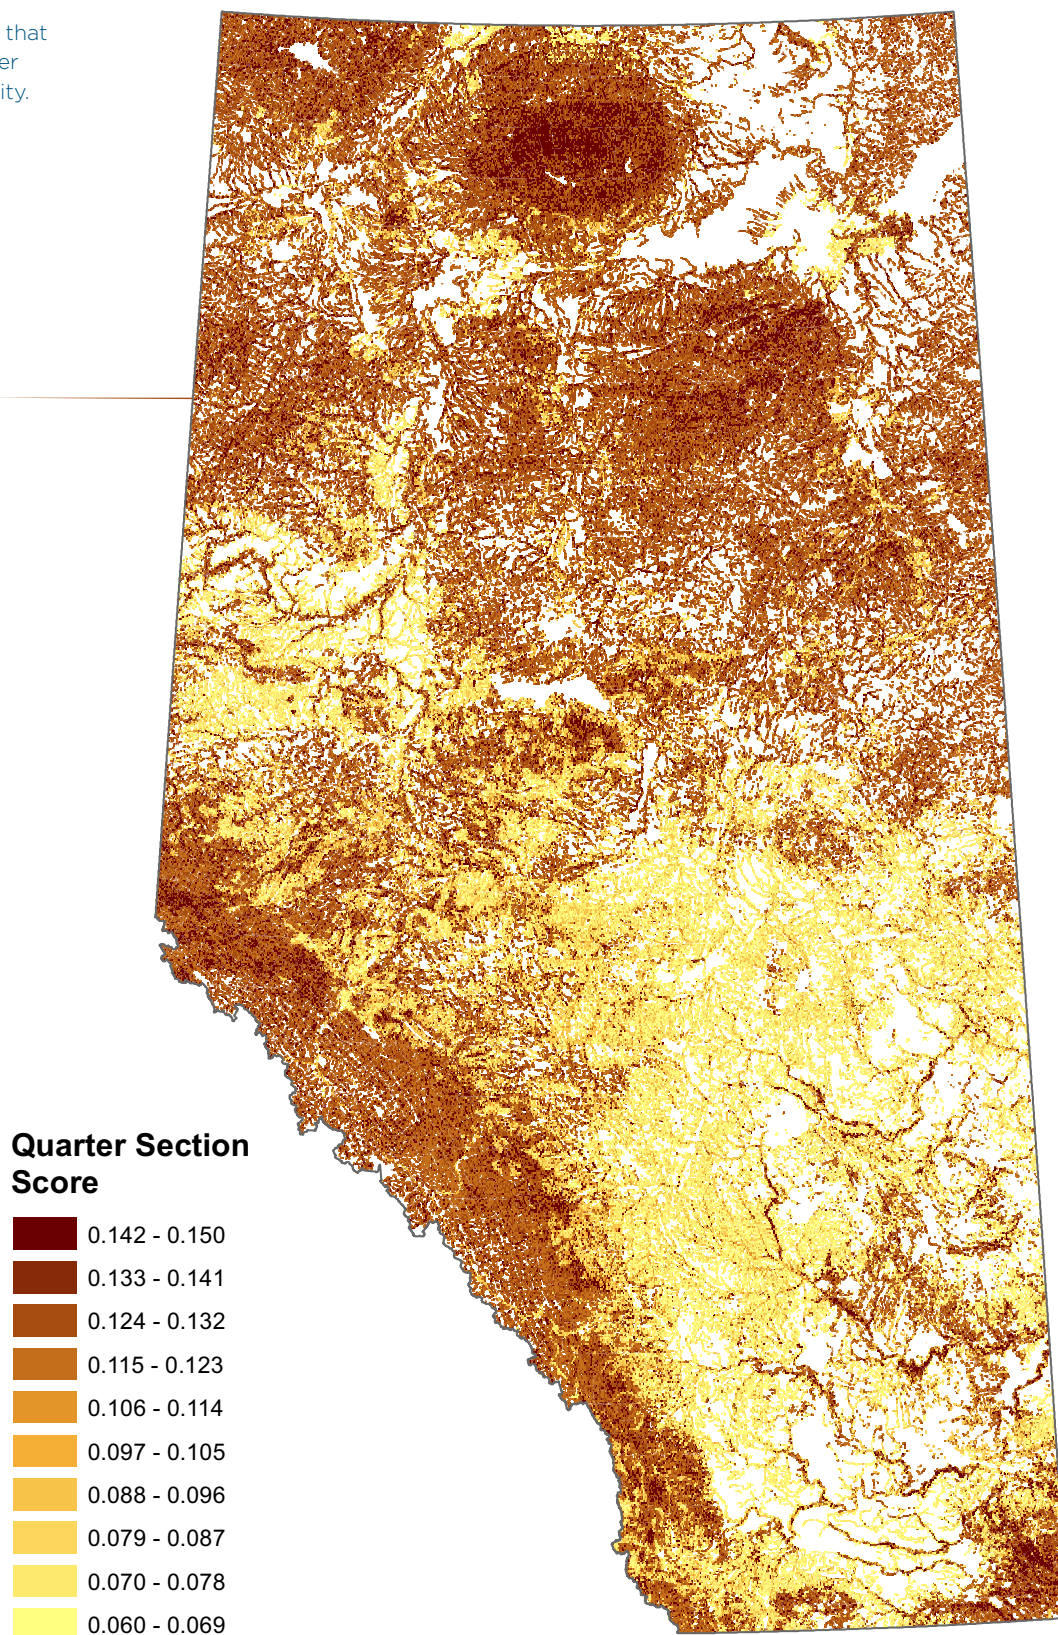 that
er
ity.
Quarter Section
Score
0.142 - 0.150
0.133 - 0.141
0.124 - 0.132
0.115 - 0.123
0.106 - 0.114
0.097 - 0.105
0.088 - 0.096
0.079 - 0.087
0.070 - 0.078
0.060 - 0.069